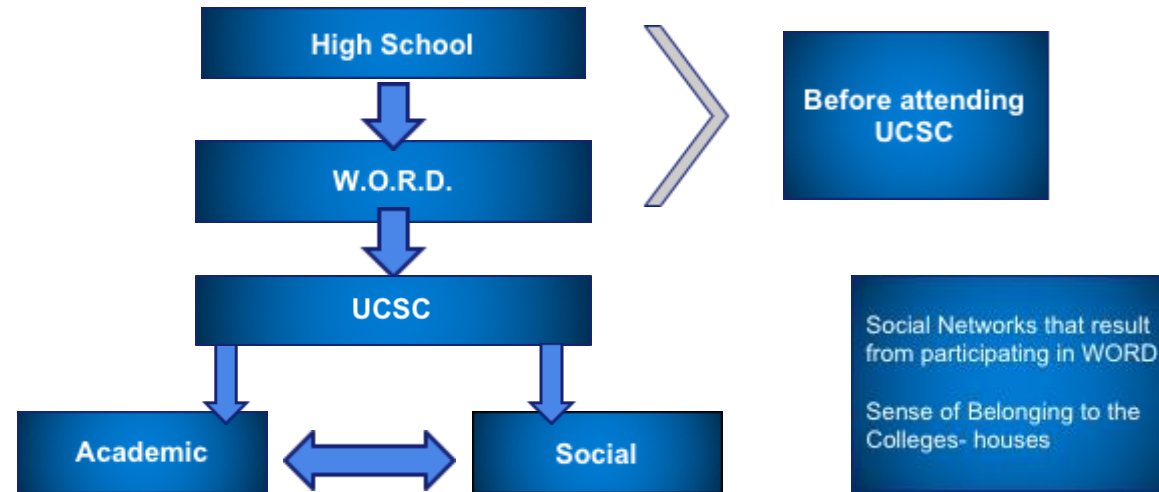 High School
Before attending
UCSC
W.O.R.D.
UCSC
Social Networks that result
from participating in WORD
Sense of Belonging to the
Colleges- houses
Academic
Social